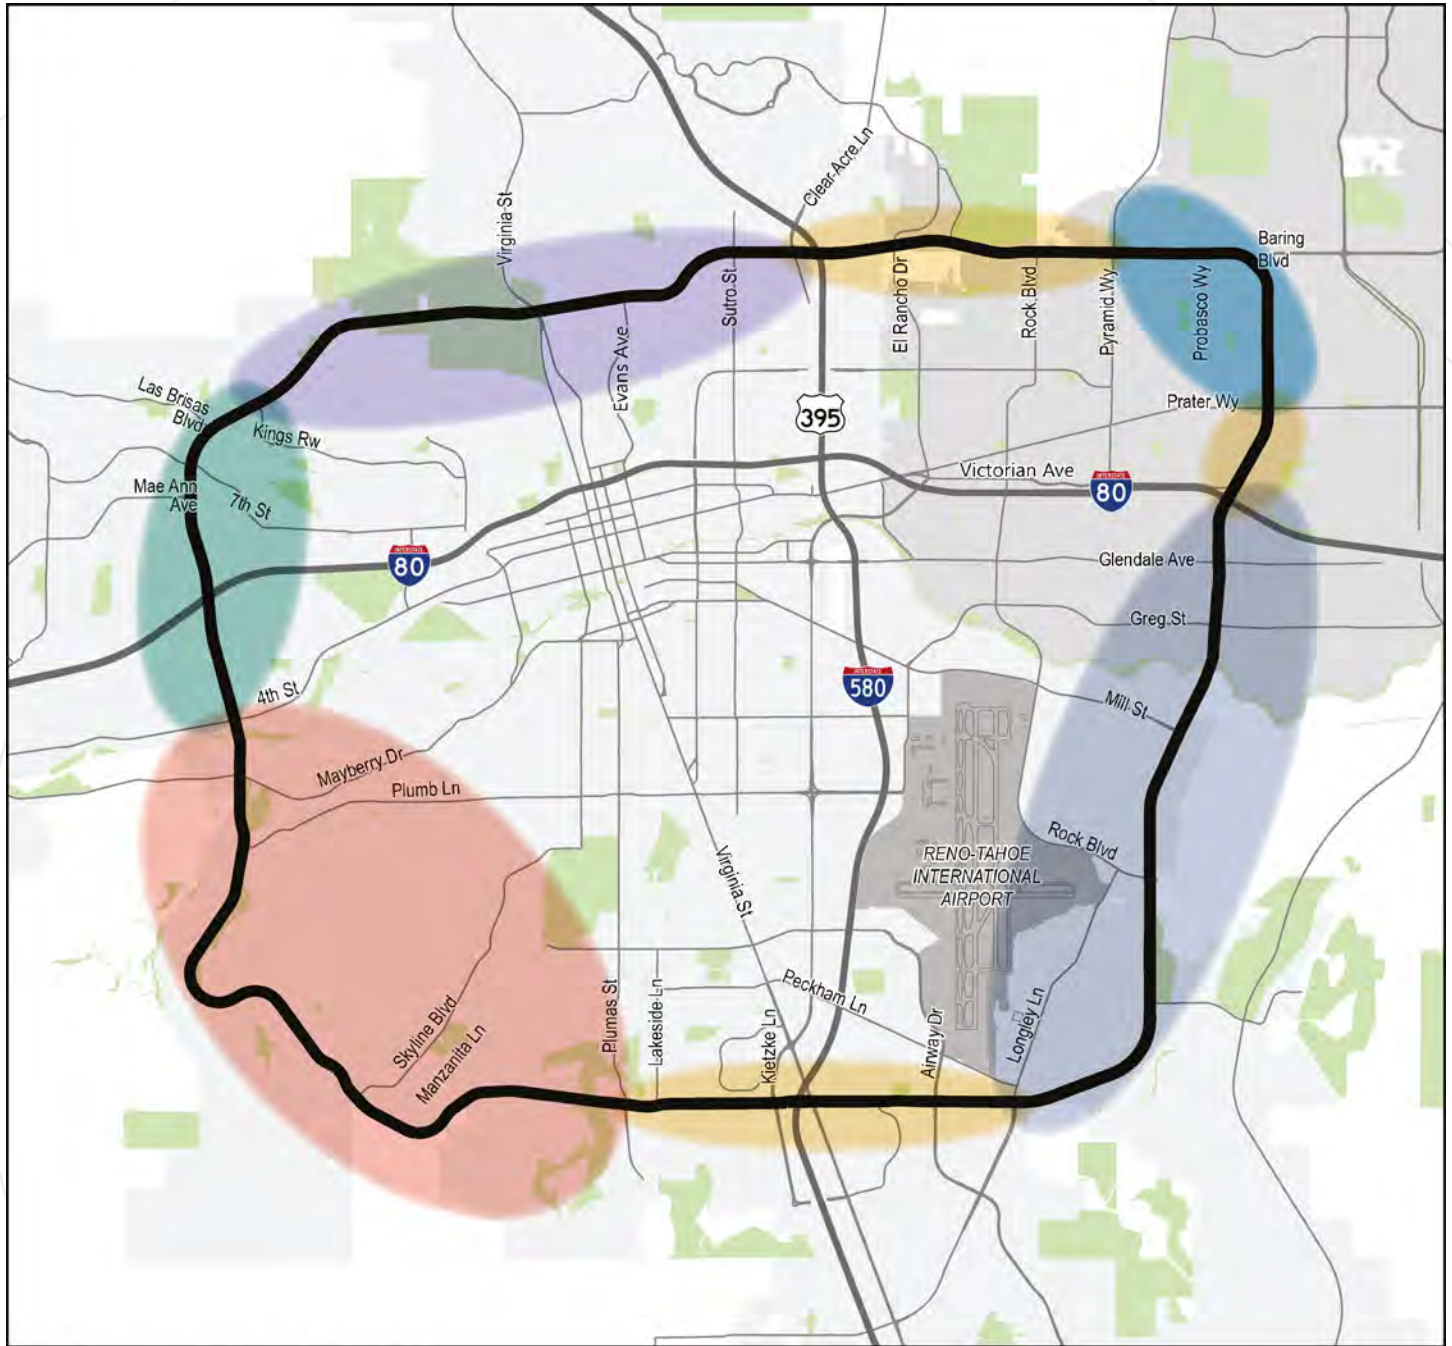 Clear Acre Ln
Virginia St
Baring
Blvd
Sutro St
El Rancho Dr
Rock Blvd
Pyramid Wy
Probasco Wy
Evans Ave
Las Brisas
Blvd
Kings Rw
395
Prater Wy
Mae Ann
Ave
7th St
Victorian Ave
INTERSTATE
80
INTERSTATE
80
Glendale Ave
Greg St
INTERSTATE
580
4th St
Mill St
Mayberry Dr
Plumb Ln
Rock Blvd
RENO-TAHOE
INTERNATIONAL
AIRPORT
Virginia St
Peckham Ln
Skyline Blvd
Manzanita Ln
Plumas St
Lakeside Ln
Kietzke Ln
Airway Dr
Longley Ln